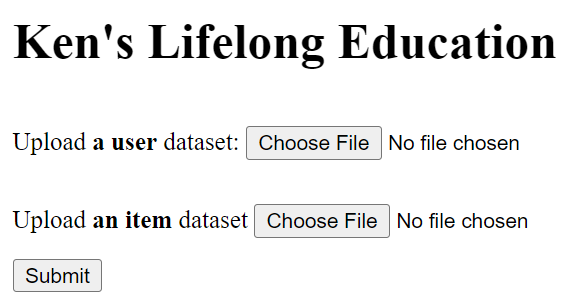 Ken's Lifelong Education
Upload a user dataset: Choose File No file chosen
Upload an item dataset Choose File No file chosen
Submit